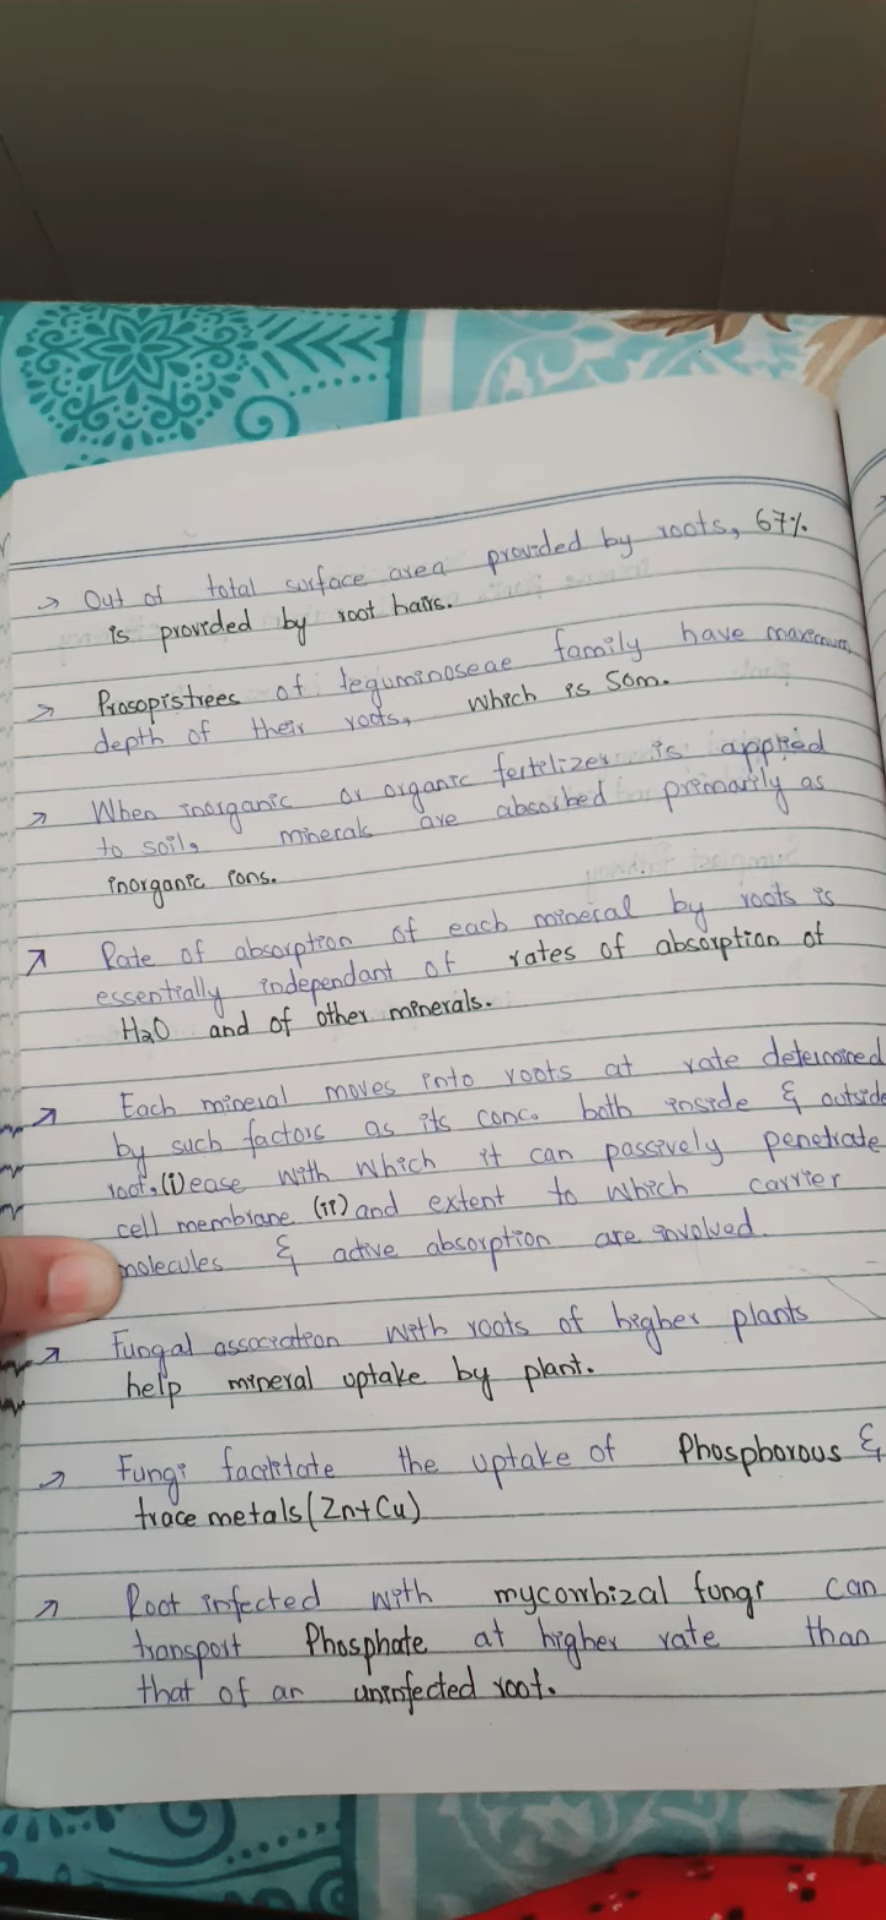 → Out of total surface area provided by roots, 67%
is provided by root hairs.
→ Prosopistrees of leguminoseae family have maximum
depth of their roots, which is 50m.
→ When inorganic or organic fertilizer is applied
to soil, minerals are absorbed primarily as
inorganic ions.
→ Rate of absorption of each mineral by roots is
essentially independant of rates of absorption of
H2O and of other minerals.
→ Each mineral moves into roots at rate determined
by such factors as its conc. both inside & outside
root, (i) ease with which it can passively penetrate
cell membrane (ii) and extent to which carrier
molecules & active absorption are involved.
→ Fungal association with roots of higher plants
help mineral uptake by plant.
→ Fungi facilitate the uptake of Phosphorous &
trace metals (Zn+Cu)
→ Root infected with mycorrhizal fungi can
transport Phosphate at higher rate than
that of an uninfected root.